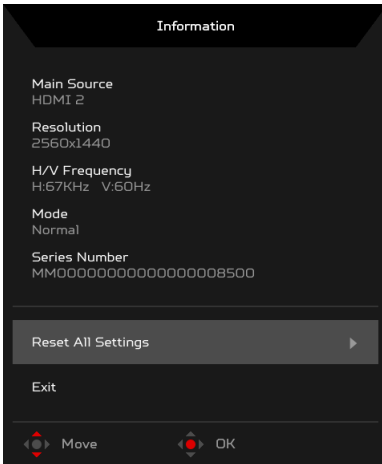 Information
Main Source
HDMI 2
Resolution
2560x1440
H/V Frequency
H:67KHz V:60Hz
Mode
Normal
Series Number
MM00000000000000008500
Reset All Settings
Exit
Move OK